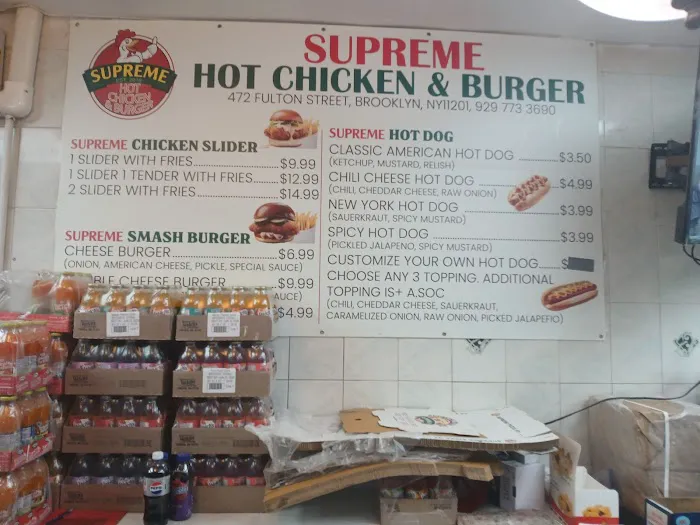 SUPREME
HOT CHICKEN & BURGER
472 FULTON STREET, BROOKLYN, NY11201, 929 773 3690
SUPREME
HOT
CHICKEN
& BURGER
SUPREME CHICKEN SLIDER
1 SLIDER WITH FRIES $9.99
1 SLIDER 1 TENDER WITH FRIES $12.99
2 SLIDER WITH FRIES $14.99
SUPREME SMASH BURGER
CHEESE BURGER $6.99
(ONION, AMERICAN CHEESE, PICKLE, SPECIAL SAUCE)
BLE CHEESE BURGER $9.99
AUCE)
$4.99
SUPREME HOT DOG
CLASSIC AMERICAN HOT DOG $3.50
(KETCHUP, MUSTARD, RELISH)
CHILI CHEESE HOT DOG $4.99
(CHILI, CHEDDAR CHEESE, RAW ONION)
NEW YORK HOT DOG $3.99
(SAUERKRAUT, SPICY MUSTARD)
SPICY HOT DOG $3.99
(PICKLED JALAPENO, SPICY MUSTARD)
CUSTOMIZE YOUR OWN HOT DOG $
CHOOSE ANY 3 TOPPING. ADDITIONAL
TOPPING IS+ A.SOC
(CHILI, CHEDDAR CHEESE, SAUERKRAUT,
CARAMELIZED ONION, RAW ONION, PICKED JALAPEFIO)
pepsi